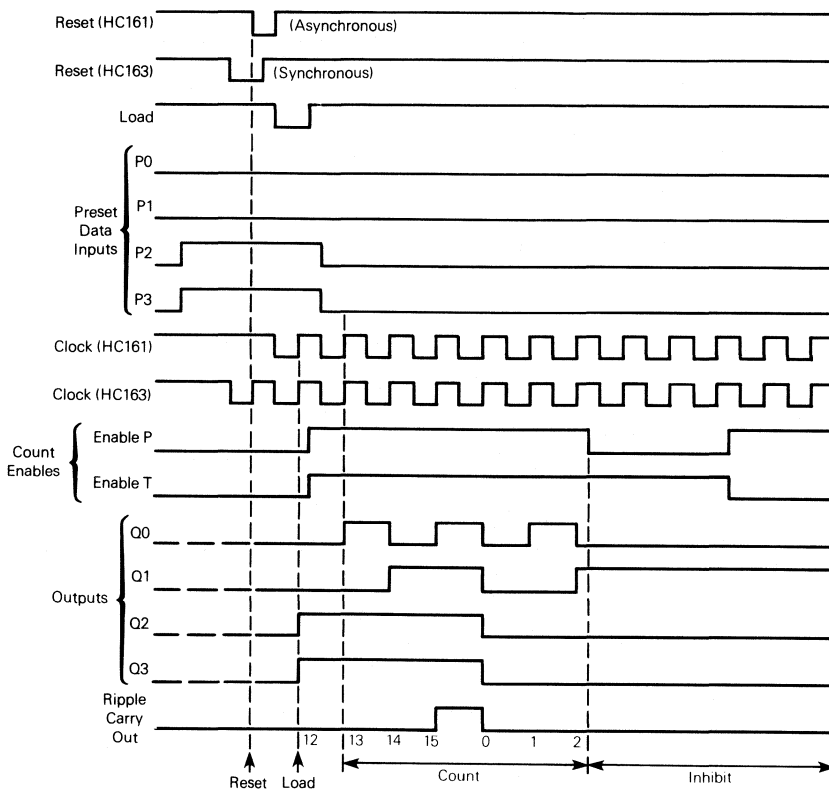 Reset (HC161)
(Asynchronous)
Reset (HC163)
(Synchronous)
Load
P0
P1
Preset
Data
Inputs
P2
P3
Clock (HC161)
Clock (HC163)
Enable P
Count
Enables
Enable T
Q0
Q1
Outputs
Q2
Q3
Ripple
Carry
Out
12 13 14 15 0 1 2
Reset Load Count Inhibit